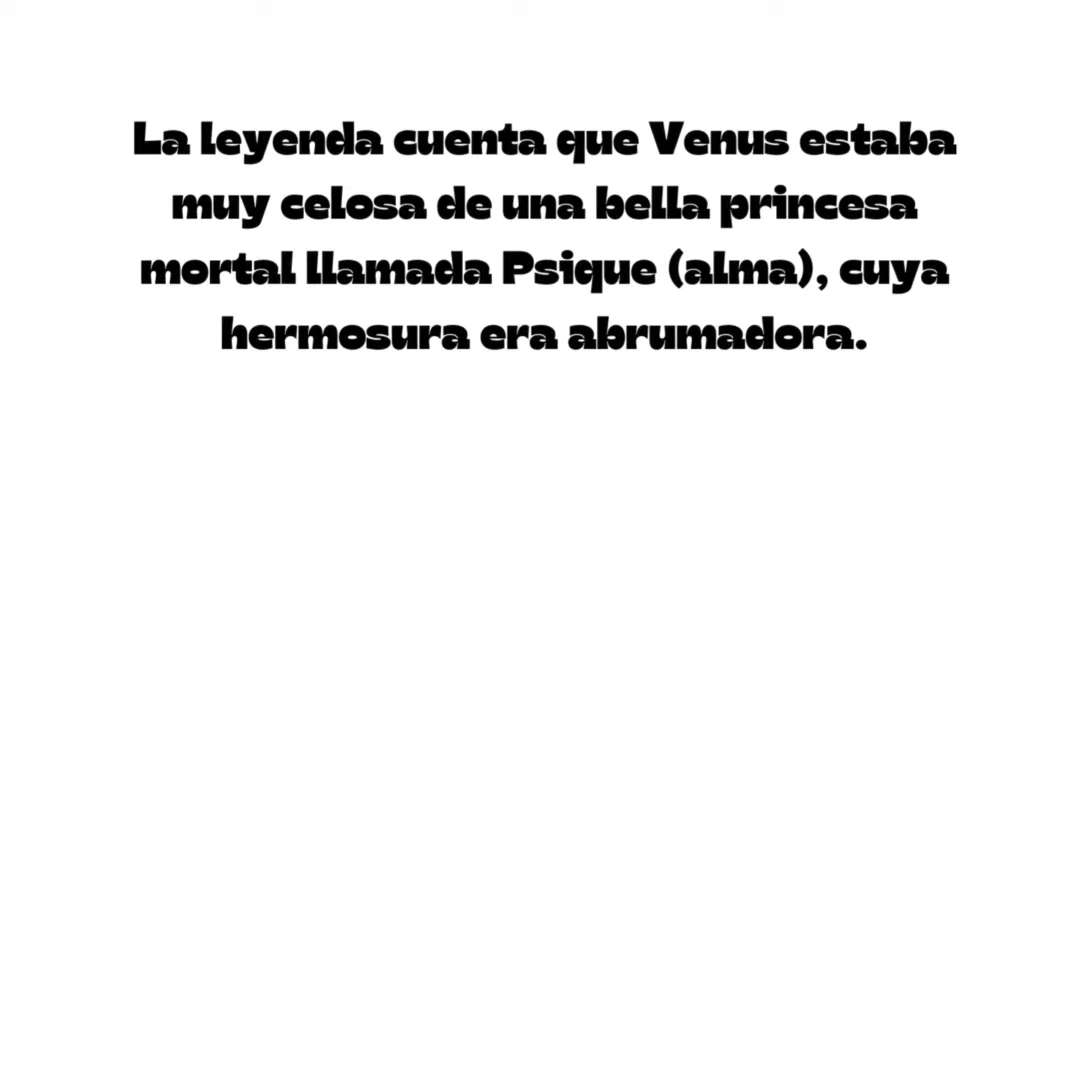 La leyenda cuenta que Venus estaba
muy celosa de una bella princesa
mortal llamada Psique (alma), cuya
hermosura era abrumadora.